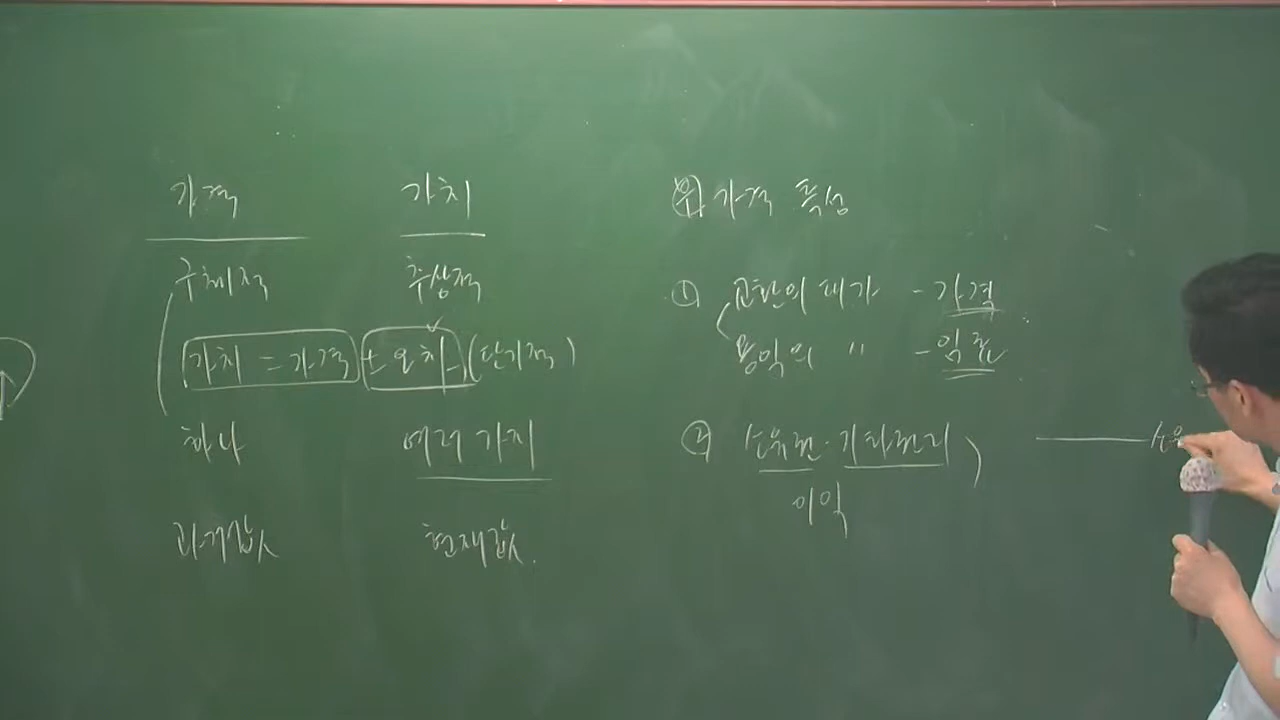 가격 가치
구체적 추상적
가치 = 가격 ± 오차 (단기적)
하나 여러 가지
과거값 현재값.
부 가격 특성
① 교환의 대가 - 가격
용익의 〃 - 임료
② 소유권·기타권리 소유
이익